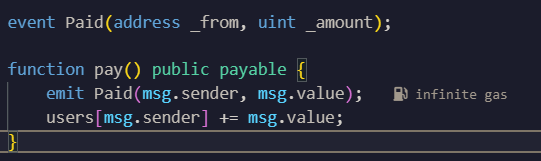 event Paid(address _from, uint _amount);
function pay() public payable {
emit Paid(msg.sender, msg.value); infinite gas
users[msg.sender] += msg.value;
}